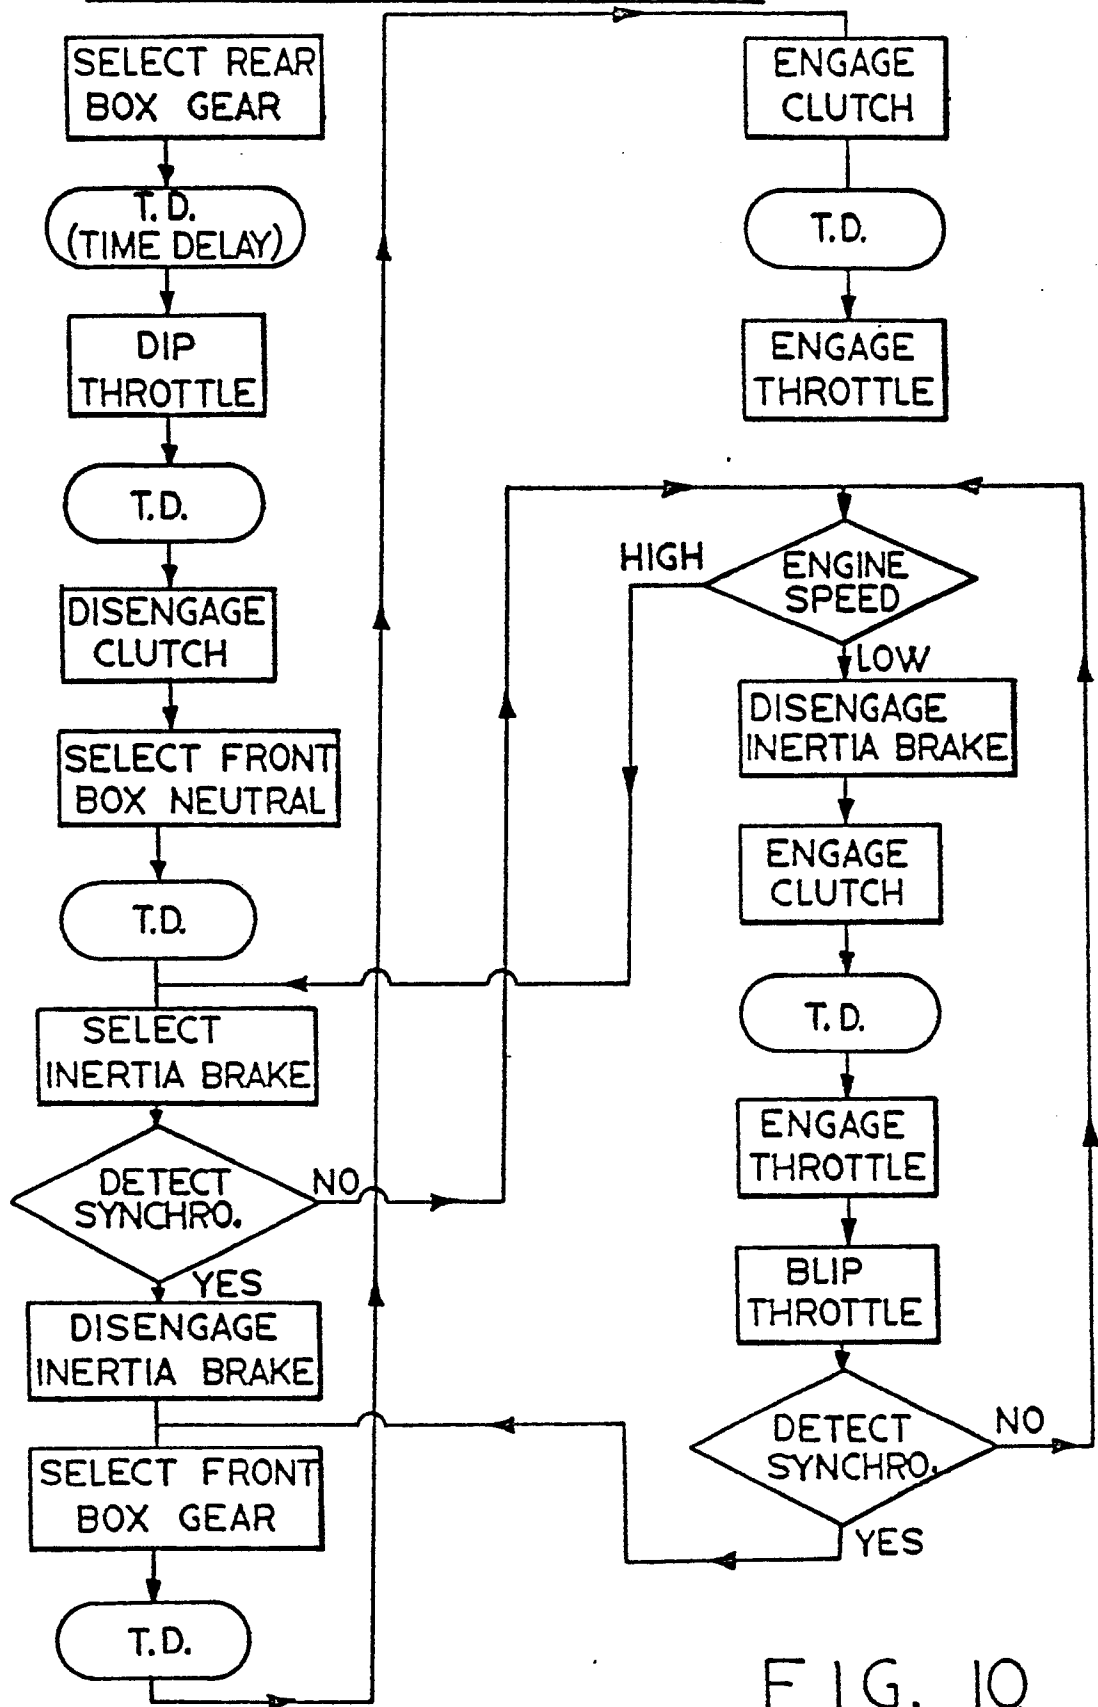 SELECT REAR
BOX GEAR
T.D.
(TIME DELAY)
DIP
THROTTLE
T.D.
DISENGAGE
CLUTCH
SELECT FRONT
BOX NEUTRAL
T.D.
SELECT
INERTIA BRAKE
DETECT
SYNCHRO.
NO
YES
DISENGAGE
INERTIA BRAKE
SELECT FRONT
BOX GEAR
T.D.
ENGAGE
CLUTCH
T.D.
ENGAGE
THROTTLE
HIGH
ENGINE
SPEED
LOW
DISENGAGE
INERTIA BRAKE
ENGAGE
CLUTCH
T.D.
ENGAGE
THROTTLE
BLIP
THROTTLE
DETECT
SYNCHRO.
NO
YES
FIG. 10